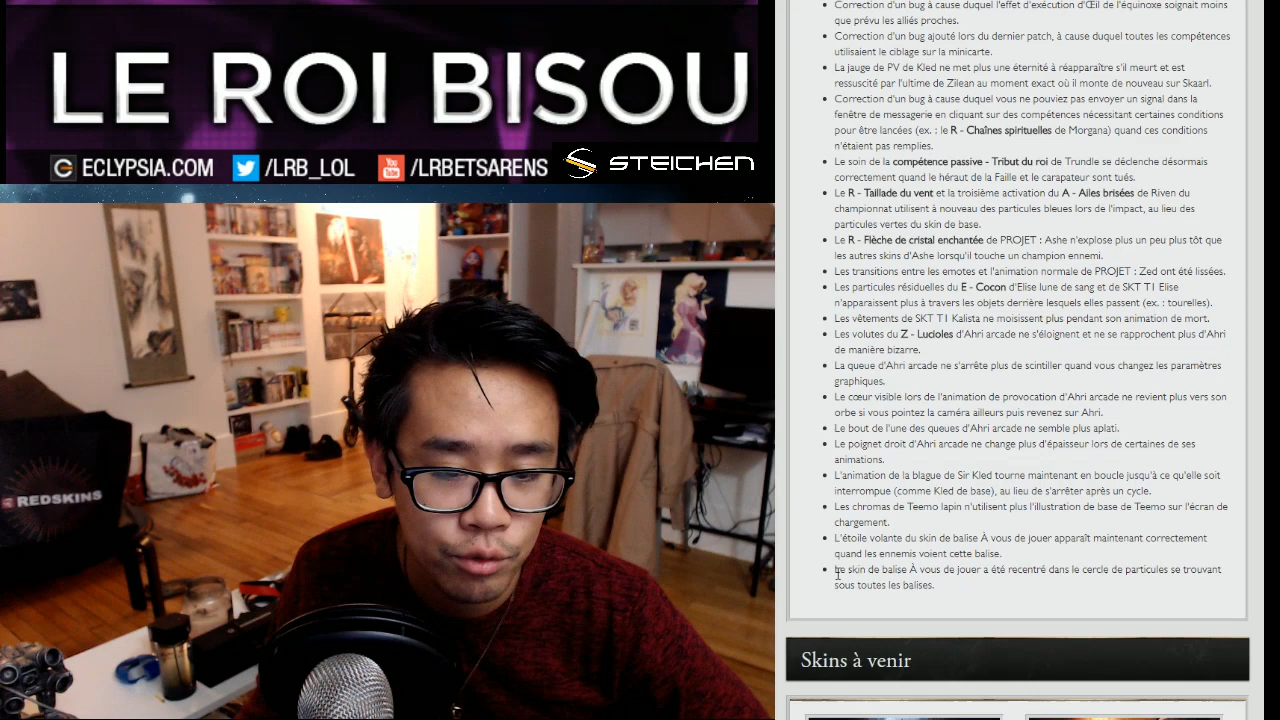 LE ROI BISOU
ECLYPSIA.COM /LRB_LOL You Tube /LRBETSARENS STEICHEN
REDSKINS
Correction d'un bug à cause duquel l'effet d'exécution d'Œil de l'équinoxe soignait moins
que prévu les alliés proches.
Correction d'un bug ajouté lors du dernier patch, à cause duquel toutes les compétences
utilisaient le ciblage sur la minicarte.
La jauge de PV de Kled ne met plus une éternité à réapparaître s'il meurt et est
ressuscité par l'ultime de Zilean au moment exact où il monte de nouveau sur Skaarl.
Correction d'un bug à cause duquel vous ne pouviez pas envoyer un signal dans la
fenêtre de messagerie en cliquant sur des compétences nécessitant certaines conditions
pour être lancées (ex. : le R - Chaînes spirituelles de Morgana) quand ces conditions
n'étaient pas remplies.
Le soin de la compétence passive - Tribut du roi de Trundle se déclenche désormais
correctement quand le héraut de la Faille et le carapateur sont tués.
Le R - Taillade du vent et la troisième activation du A - Ailes brisées de Riven du
championnat utilisent à nouveau des particules bleues lors de l'impact, au lieu des
particules vertes du skin de base.
Le R - Flèche de cristal enchantée de PROJET : Ashe n'explose plus un peu plus tôt que
les autres skins d'Ashe lorsqu'il touche un champion ennemi.
Les transitions entre les emotes et l'animation normale de PROJET : Zed ont été lissées.
Les particules résiduelles du E - Cocon d'Elise lune de sang et de SKT T1 Elise
n'apparaissent plus à travers les objets derrière lesquels elles passent (ex. : tourelles).
Les vêtements de SKT T1 Kalista ne moisissent plus pendant son animation de mort.
Les volutes du Z - Lucioles d'Ahri arcade ne s'éloignent et ne se rapprochent plus d'Ahri
de manière bizarre.
La queue d'Ahri arcade ne s'arrête plus de scintiller quand vous changez les paramètres
graphiques.
Le cœur visible lors de l'animation de provocation d'Ahri arcade ne revient plus vers son
orbe si vous pointez la caméra ailleurs puis revenez sur Ahri.
Le bout de l'une des queues d'Ahri arcade ne semble plus aplati.
Le poignet droit d'Ahri arcade ne change plus d'épaisseur lors de certaines de ses
animations.
L'animation de la blague de Sir Kled tourne maintenant en boucle jusqu'à ce qu'elle soit
interrompue (comme Kled de base), au lieu de s'arrêter après un cycle.
Les chromas de Teemo lapin n'utilisent plus l'illustration de base de Teemo sur l'écran de
chargement.
L'étoile volante du skin de balise À vous de jouer apparaît maintenant correctement
quand les ennemis voient cette balise.
Le skin de balise À vous de jouer a été recentré dans le cercle de particules se trouvant
sous toutes les balises.
Skins à venir